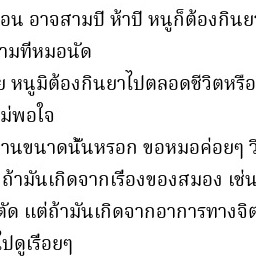 อน อาจสามปี ห้าปี หนูก็ต้องกินย
ามที่หมอนัด
ย หนูมิต้องกินยาไปตลอดชีวิตหรือ
ม่พอใจ
านขนาดนั้นหรอก ขอหมอค่อยๆ วิ
ถ้ามันเกิดจากเรื่องของสมอง เช่น
ตัด แต่ถ้ามันเกิดจากอาการทางจิต
ไปดูเรื่อยๆ